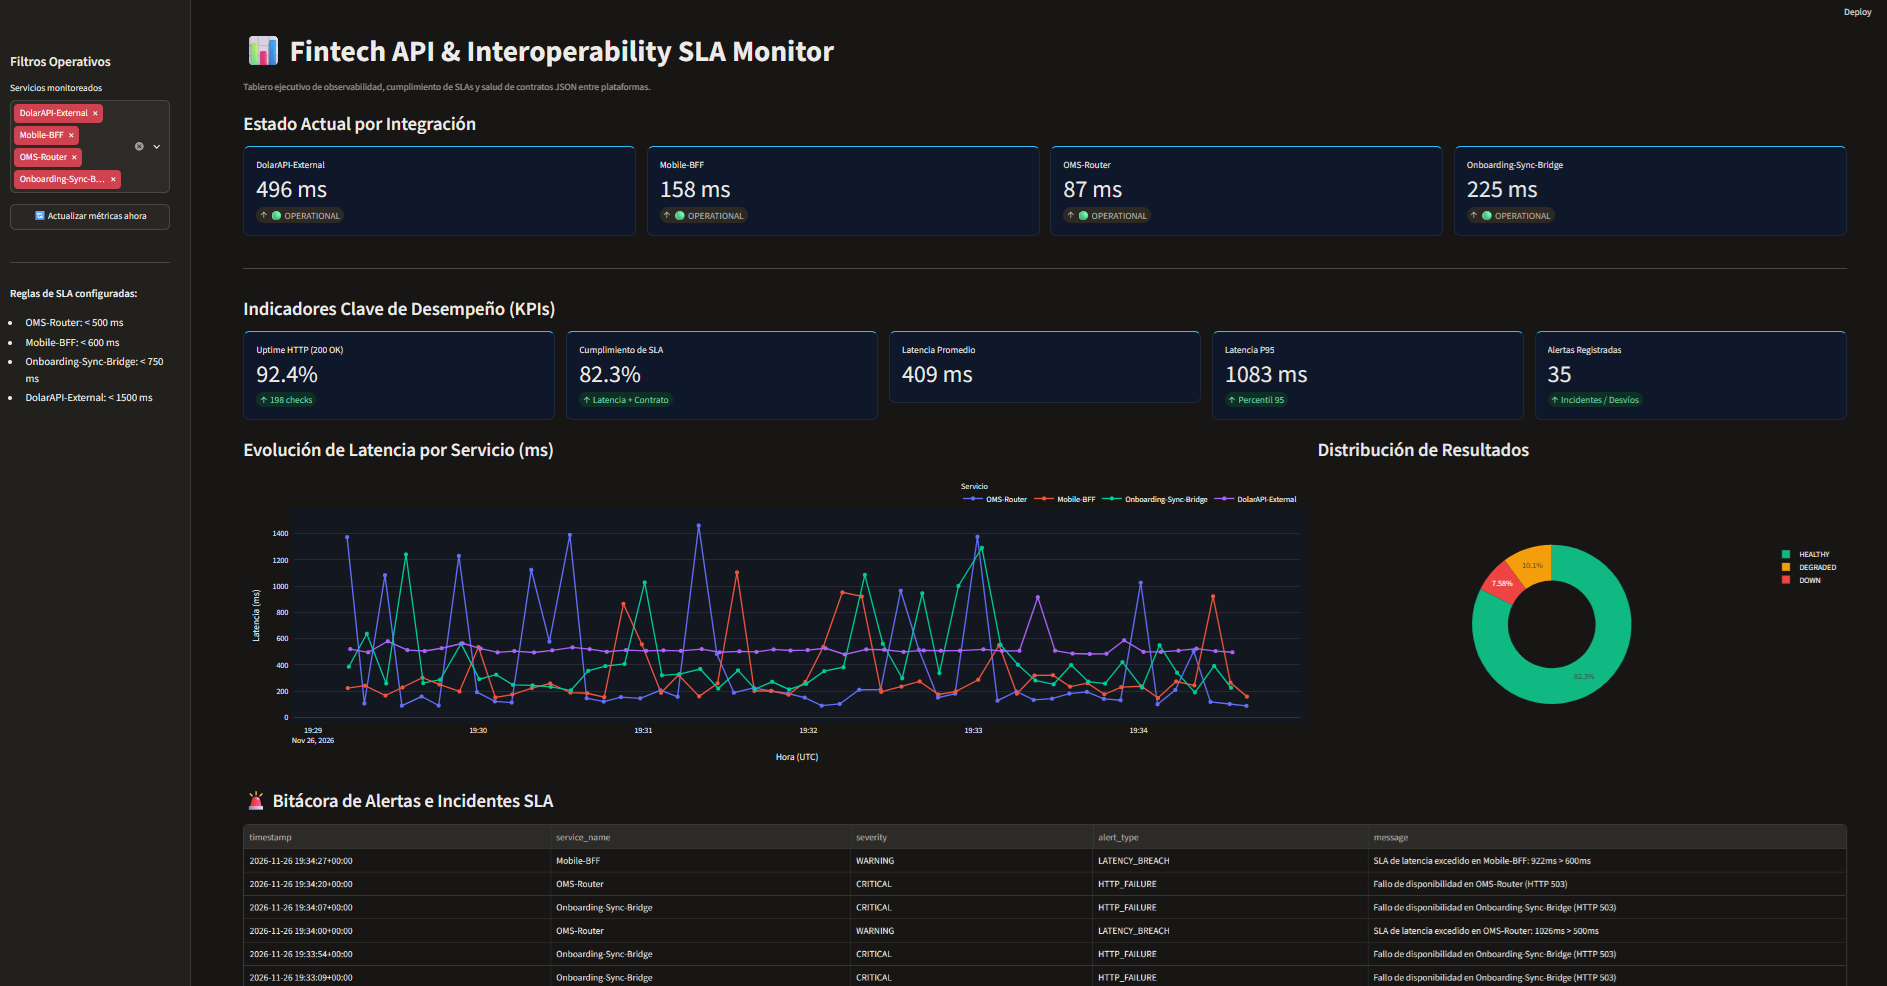 Deploy
Filtros Operativos
Servicios monitoreados
DolarAPI-External ×
Mobile-BFF ×
OMS-Router ×
Onboarding-Sync-B... ×
Actualizar métricas ahora
Reglas de SLA configuradas:
OMS-Router: < 500 ms
Mobile-BFF: < 600 ms
Onboarding-Sync-Bridge: < 750
ms
DolarAPI-External: < 1500 ms
Fintech API & Interoperability SLA Monitor
Tablero ejecutivo de observabilidad, cumplimiento de SLAs y salud de contratos JSON entre plataformas.
Estado Actual por Integración
DolarAPI-External
496 ms
↑ OPERATIONAL
Mobile-BFF
158 ms
↑ OPERATIONAL
OMS-Router
87 ms
↑ OPERATIONAL
Onboarding-Sync-Bridge
225 ms
↑ OPERATIONAL
Indicadores Clave de Desempeño (KPIs)
Uptime HTTP (200 OK)
92.4%
↑ 198 checks
Cumplimiento de SLA
82.3%
↑ Latencia + Contrato
Latencia Promedio
409 ms
Latencia P95
1083 ms
↑ Percentil 95
Alertas Registradas
35
↑ Incidentes / Desvíos
Evolución de Latencia por Servicio (ms)
Servicio
OMS-Router Mobile-BFF Onboarding-Sync-Bridge DolarAPI-External
Latencia (ms)
1400
1200
1000
800
600
400
200
0
19:29 19:30 19:31 19:32 19:33 19:34
Nov 26, 2026
Hora (UTC)
Distribución de Resultados
10.1%
7.58%
82.3%
HEALTHY
DEGRADED
DOWN
Bitácora de Alertas e Incidentes SLA
timestamp service_name severity alert_type message
2026-11-26 19:34:27+00:00 Mobile-BFF WARNING LATENCY_BREACH SLA de latencia excedido en Mobile-BFF: 922ms > 600ms
2026-11-26 19:34:20+00:00 OMS-Router CRITICAL HTTP_FAILURE Fallo de disponibilidad en OMS-Router (HTTP 503)
2026-11-26 19:34:07+00:00 Onboarding-Sync-Bridge CRITICAL HTTP_FAILURE Fallo de disponibilidad en Onboarding-Sync-Bridge (HTTP 503)
2026-11-26 19:34:00+00:00 OMS-Router WARNING LATENCY_BREACH SLA de latencia excedido en OMS-Router: 1026ms > 500ms
2026-11-26 19:33:54+00:00 Onboarding-Sync-Bridge CRITICAL HTTP_FAILURE Fallo de disponibilidad en Onboarding-Sync-Bridge (HTTP 503)
2026-11-26 19:33:09+00:00 Onboarding-Sync-Bridge CRITICAL HTTP_FAILURE Fallo de disponibilidad en Onboarding-Sync-Bridge (HTTP 503)